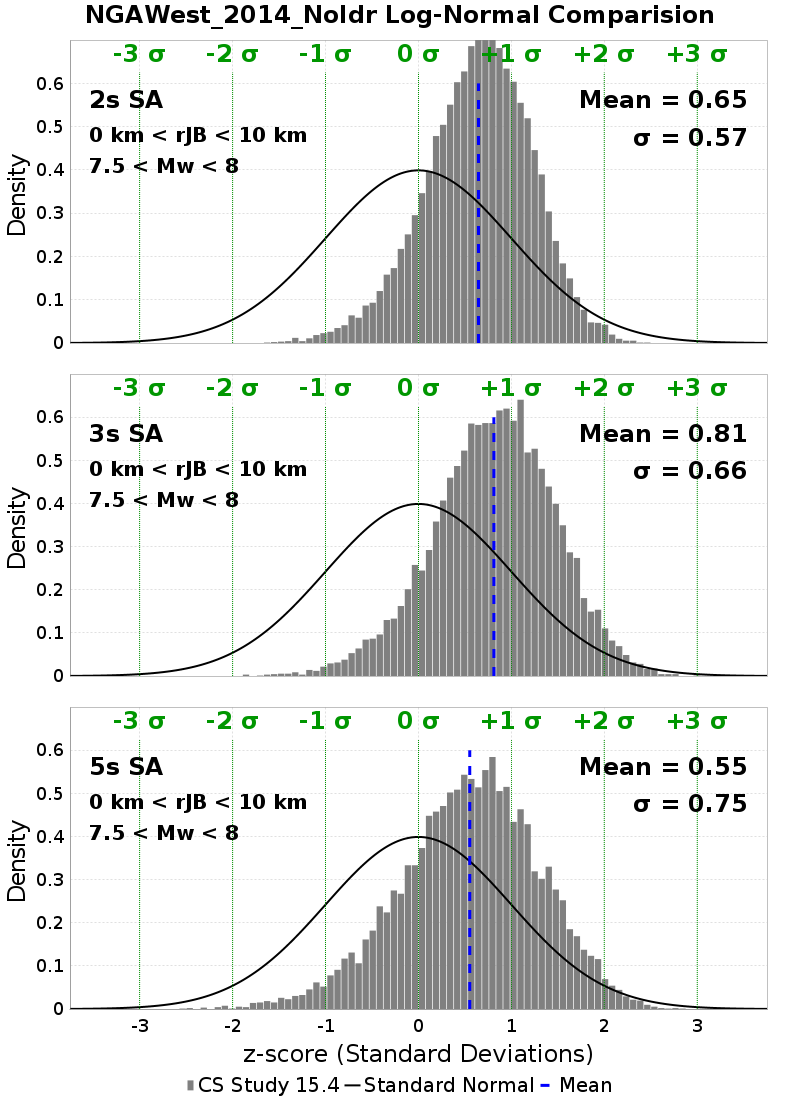 NGAWest_2014_NoIdr Log-Normal Comparision
-3 σ -2 σ -1 σ 0 σ +1 σ +2 σ +3 σ
2s SA
0 km < rJB < 10 km
7.5 < Mw < 8
Mean = 0.65
σ = 0.57
Density
0.6
0.5
0.4
0.3
0.2
0.1
0
-3 σ -2 σ -1 σ 0 σ +1 σ +2 σ +3 σ
3s SA
0 km < rJB < 10 km
7.5 < Mw < 8
Mean = 0.81
σ = 0.66
Density
0.6
0.5
0.4
0.3
0.2
0.1
0
-3 σ -2 σ -1 σ 0 σ +1 σ +2 σ +3 σ
5s SA
0 km < rJB < 10 km
7.5 < Mw < 8
Mean = 0.55
σ = 0.75
Density
0.6
0.5
0.4
0.3
0.2
0.1
0
-3 -2 -1 0 1 2 3
z-score (Standard Deviations)
CS Study 15.4 Standard Normal Mean